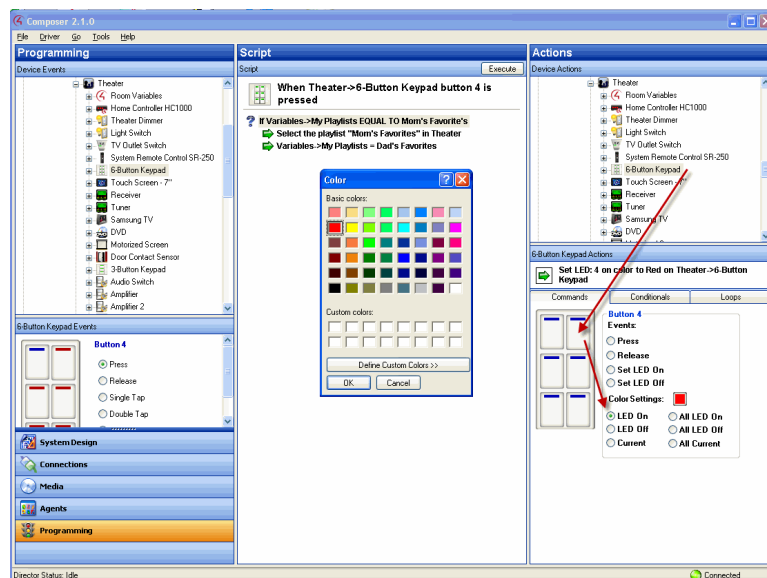 Composer 2.1.0
File Driver Go Tools Help
Programming
Device Events
Theater
Room Variables
Home Controller HC1000
Theater Dimmer
Light Switch
TV Outlet Switch
System Remote Control SR-250
6-Button Keypad
Touch Screen - 7"
Receiver
Tuner
Samsung TV
DVD
Motorized Screen
Door Contact Sensor
3-Button Keypad
Audio Switch
Amplifier
Amplifier 2
6-Button Keypad Events
Button 4
Press
Release
Single Tap
Double Tap
System Design
Connections
Media
Agents
Programming
Director Status: Idle
Script
Script Execute
When Theater->6-Button Keypad button 4 is
pressed
If Variables->My Playlists EQUAL TO Mom's Favorite's
Select the playlist "Mom's Favorites" in Theater
Variables->My Playlists = Dad's Favorites
Color
Basic colors:
Custom colors:
Define Custom Colors >>
OK Cancel
Actions
Device Actions
Theater
Room Variables
Home Controller HC1000
Theater Dimmer
Light Switch
TV Outlet Switch
System Remote Control SR-250
6-Button Keypad
Touch Screen - 7"
Receiver
Tuner
Samsung TV
DVD
6-Button Keypad Actions
Set LED: 4 on color to Red on Theater->6-Button
Keypad
Commands Conditionals Loops
Button 4
Events:
Press
Release
Set LED On
Set LED Off
Color Settings:
LED On All LED On
LED Off All LED Off
Current All Current
Connected